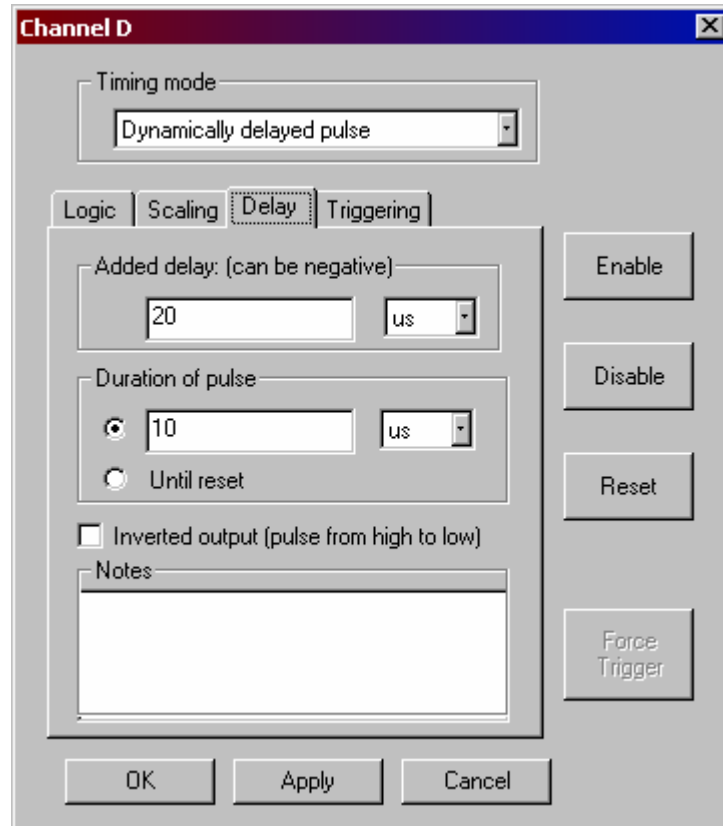 Channel D
Timing mode
Dynamically delayed pulse
Logic Scaling Delay Triggering
Added delay: (can be negative)
20 us
Enable
Duration of pulse
10 us
Disable
Until reset
Reset
Inverted output (pulse from high to low)
Notes
Force
Trigger
OK Apply Cancel